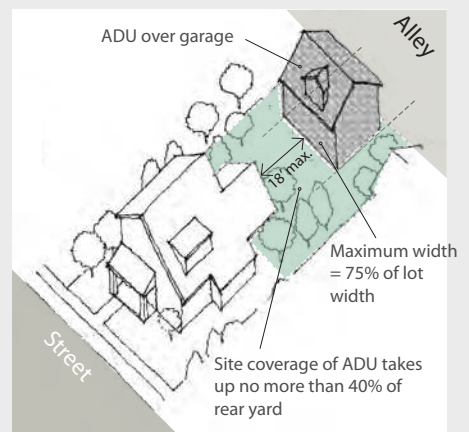 ADU over garage
Alley
18' max.
Maximum width
= 75% of lot
width
Street
Site coverage of ADU takes
up no more than 40% of
rear yard